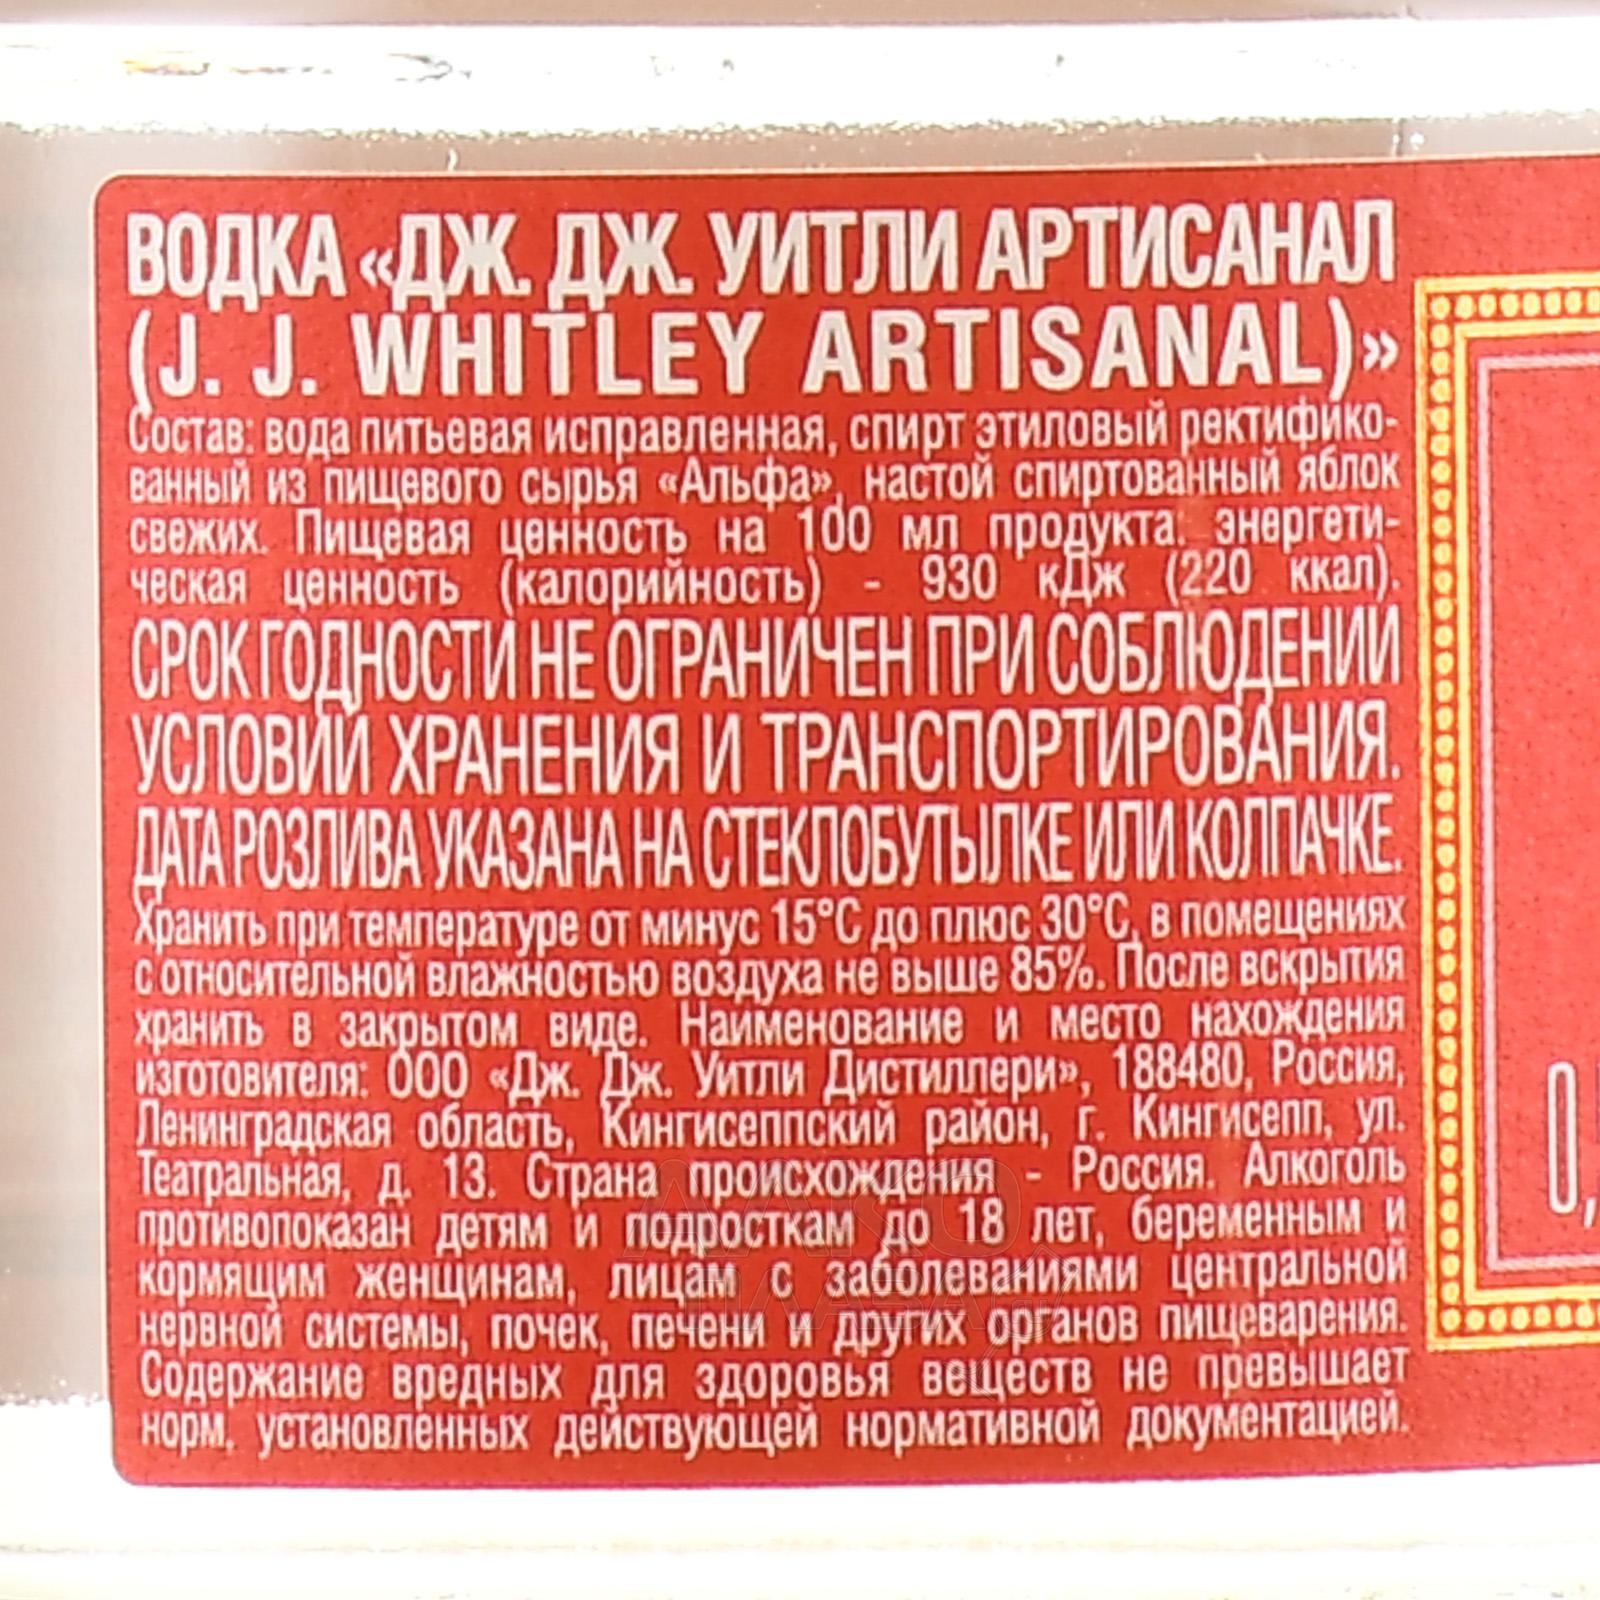 ВОДКА «ДЖ. ДЖ. УИТЛИ АРТИСАНАЛ
(J. J. WHITLEY ARTISANAL)»
Состав: вода питьевая исправленная, спирт этиловый ректифико-
ванный из пищевого сырья «Альфа», настой спиртованный яблок
свежих. Пищевая ценность на 100 мл продукта: энергети-
ческая ценность (калорийность) - 930 кДж (220 ккал).
СРОК ГОДНОСТИ НЕ ОГРАНИЧЕН ПРИ СОБЛЮДЕНИИ
УСЛОВИЙ ХРАНЕНИЯ И ТРАНСПОРТИРОВАНИЯ.
ДАТА РОЗЛИВА УКАЗАНА НА СТЕКЛОБУТЫЛКЕ ИЛИ КОЛПАЧКЕ.
Хранить при температуре от минус 15°С до плюс 30°С, в помещениях
с относительной влажностью воздуха не выше 85%. После вскрытия
хранить в закрытом виде. Наименование и место нахождения
изготовителя: ООО «Дж. Дж. Уитли Дистиллери», 188480, Россия,
Ленинградская область, Кингисеппский район, г. Кингисепп, ул.
Театральная, д. 13. Страна происхождения - Россия. Алкоголь
противопоказан детям и подросткам до 18 лет, беременным и
кормящим женщинам, лицам с заболеваниями центральной
нервной системы, почек, печени и других органов пищеварения.
Содержание вредных для здоровья веществ не превышает
норм, установленных действующей нормативной документацией.
0,